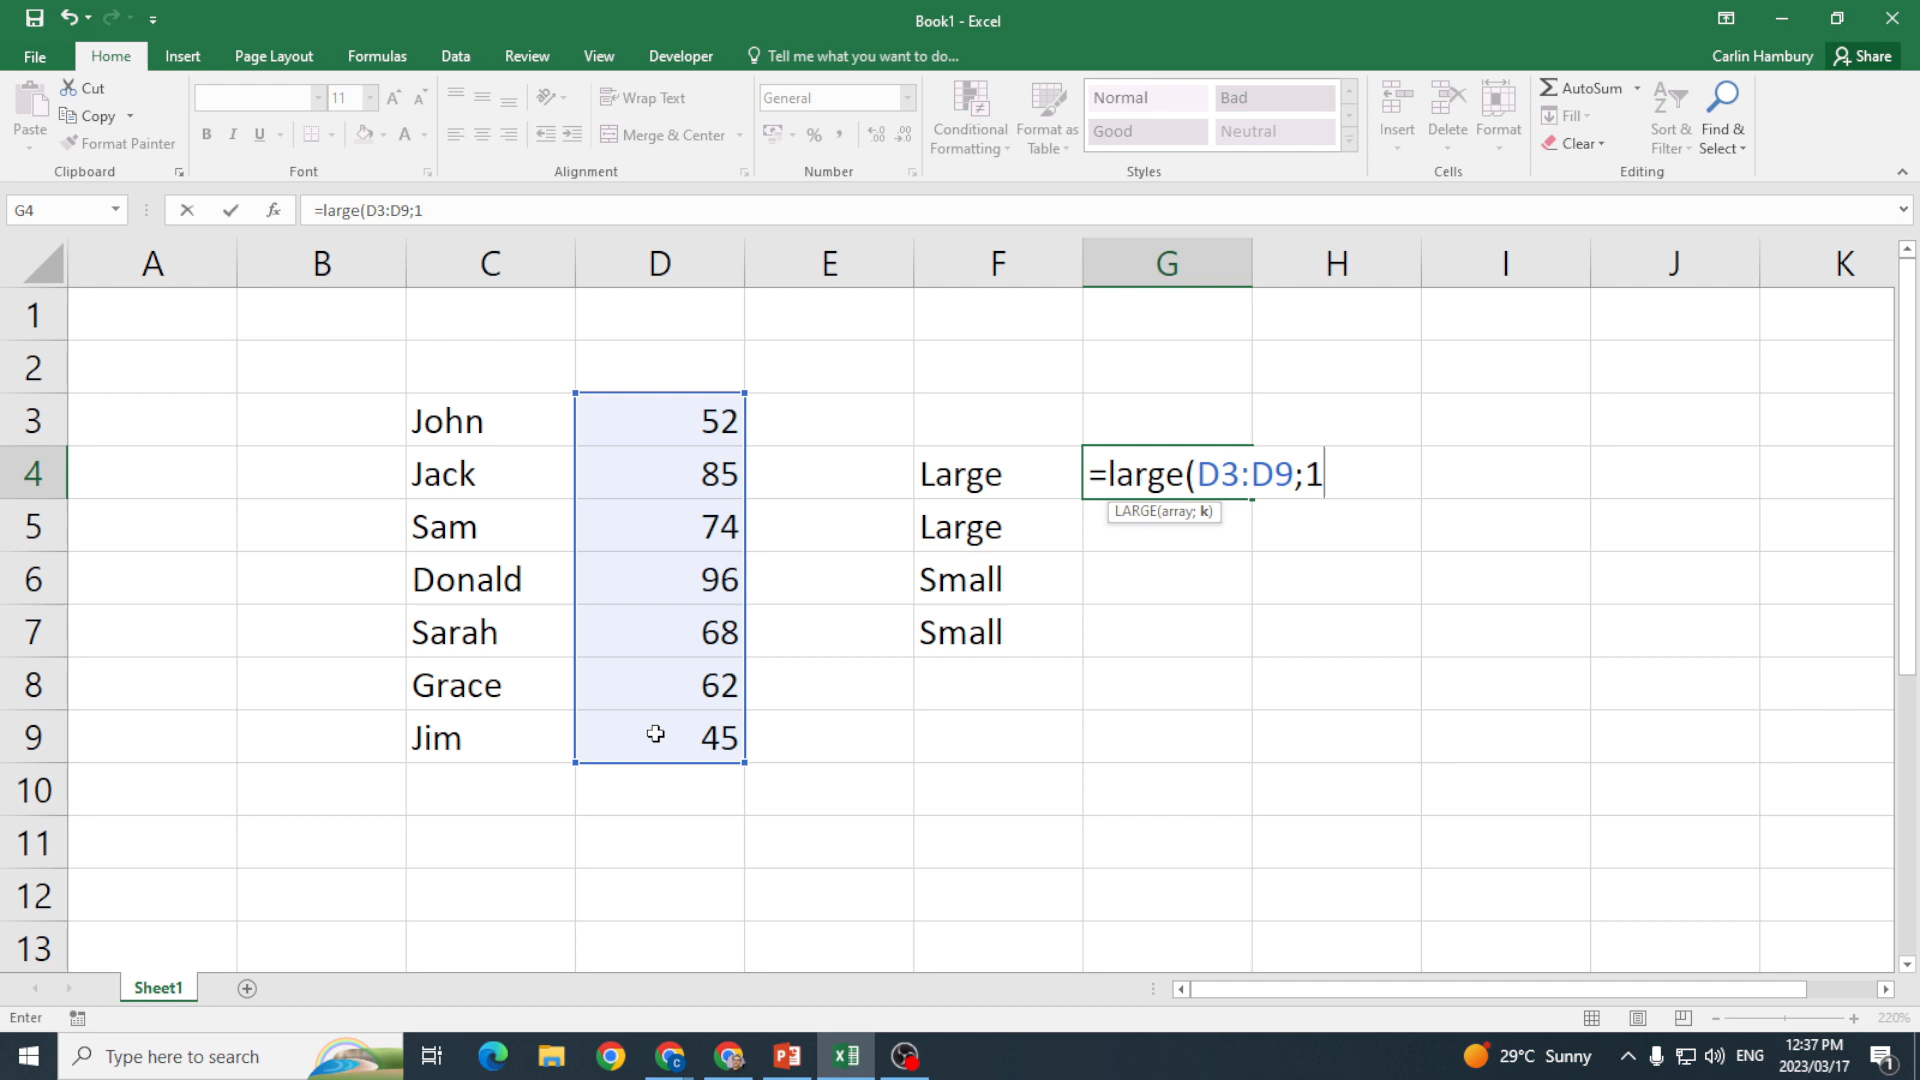 Book1 - Excel
File Home Insert Page Layout Formulas Data Review View Developer Tell me what you want to do... Carlin Hambury Share
Paste
Cut
Copy
Format Painter
Clipboard
11
B I U
Font
Wrap Text
Merge & Center
Alignment
General
Number
Conditional Formatting
Format as Table
Normal Bad
Good Neutral
Styles
Insert Delete Format
Cells
AutoSum
Fill
Clear
Sort & Filter
Find & Select
Editing
G4 =large(D3:D9;1
A B C D E F G H I J K
1
2
3 John 52
4 Jack 85 Large =large(D3:D9;1
LARGE(array; k)
5 Sam 74 Large
6 Donald 96 Small
7 Sarah 68 Small
8 Grace 62
9 Jim 45
10
11
12
13
Sheet1
Enter 220%
Type here to search 29°C Sunny ENG 12:37 PM
2023/03/17